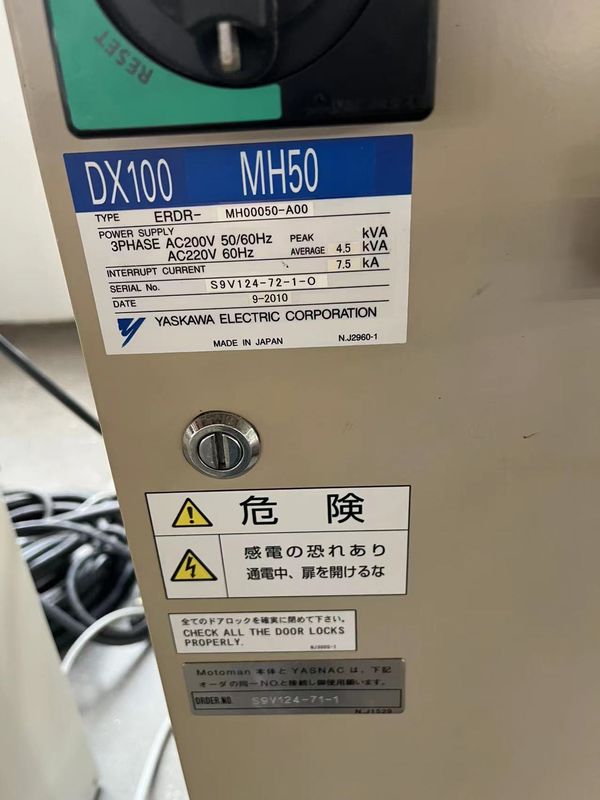 RESET
DX100 MH50
TYPE ERDR- MH00050-A00
POWER SUPPLY PEAK kVA
3PHASE AC200V 50/60Hz
AC220V 60Hz AVERAGE 4.5 kVA
INTERRUPT CURRENT 7.5 kA
SERIAL No. S9V124-72-1-0
DATE 9-2010
YASKAWA ELECTRIC CORPORATION
MADE IN JAPAN N.J2960-1
危 険
感電の恐れあり
通電中、扉を開けるな
全てのドアロックを確実に閉めて下さい。
CHECK ALL THE DOOR LOCKS
PROPERLY.
Motoman 本体と YASNAC は、下記
オーダの同一NO.と接続し御使用願います。
ORDER.NO. S9V124-71-1
N.J1529